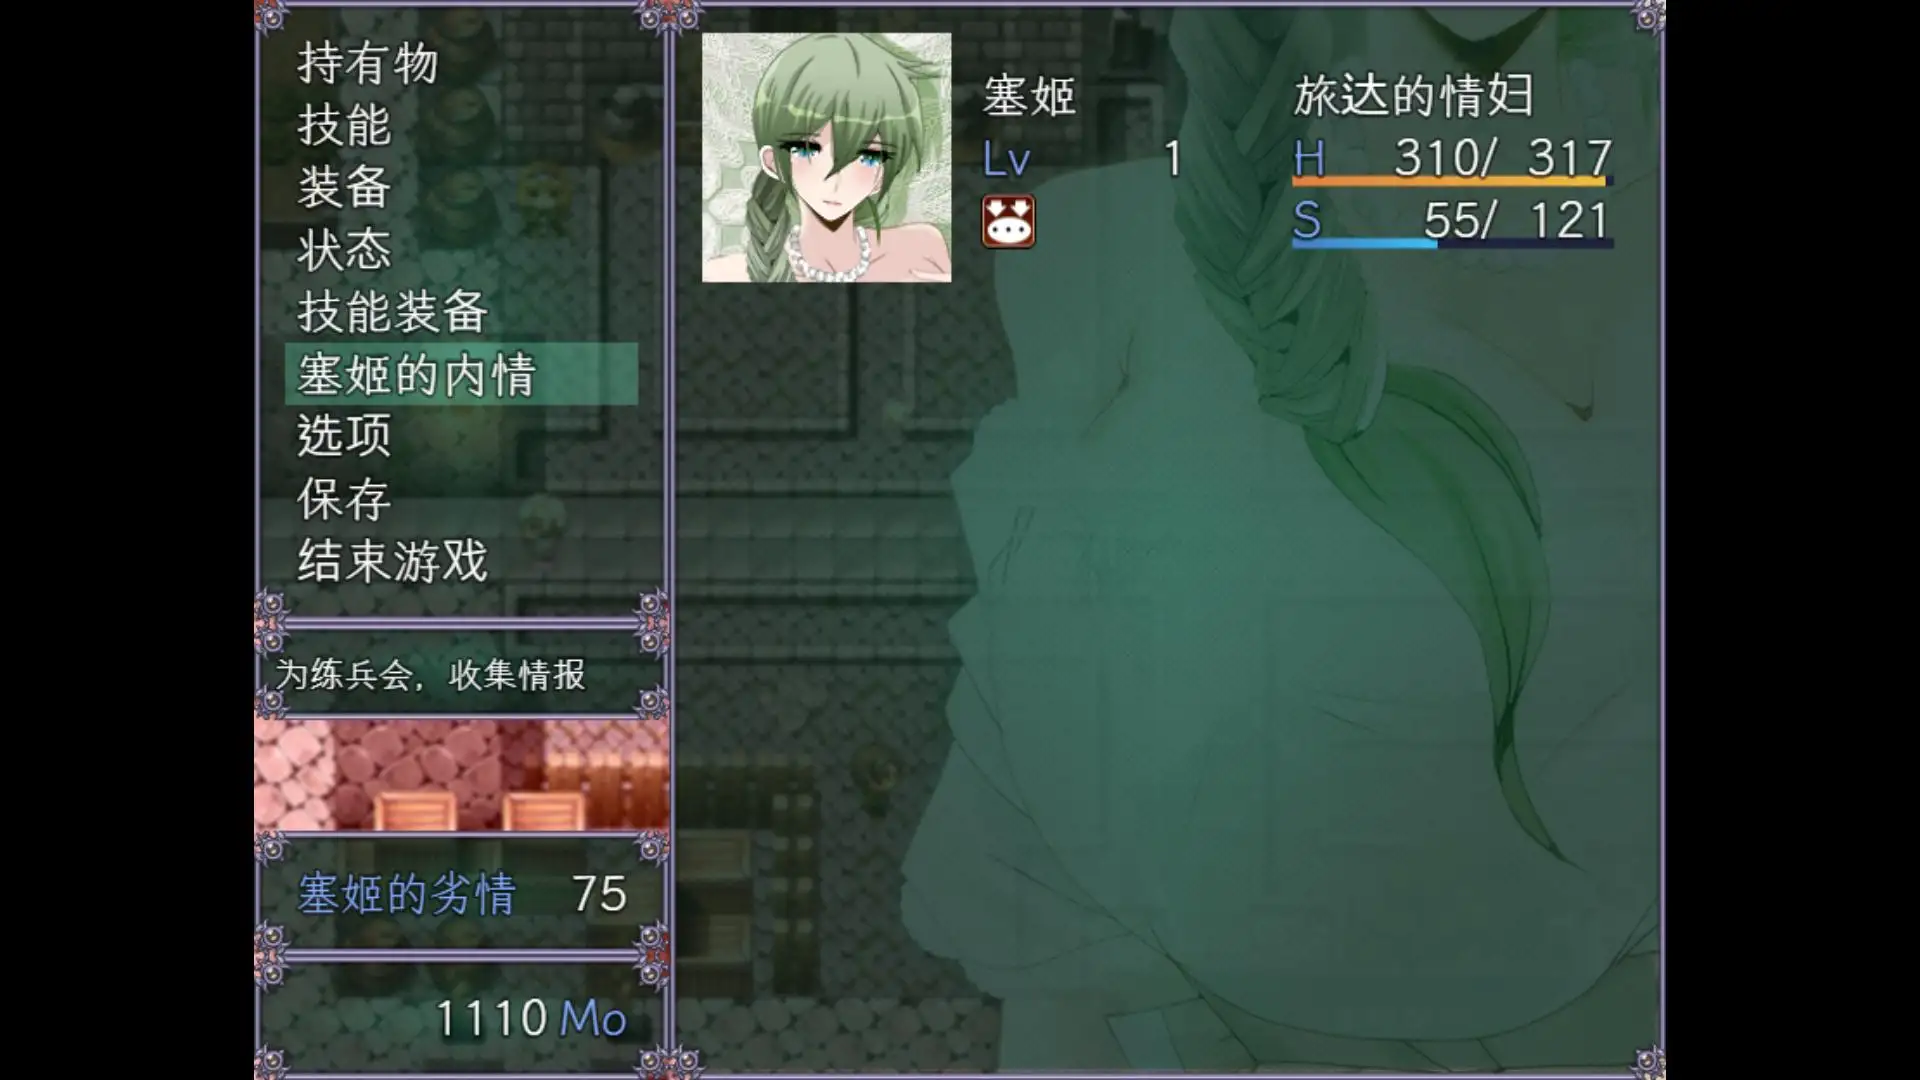 持有物
技能
装备
状态
技能装备
塞姬的内情
选项
保存
结束游戏
为练兵会，收集情报
塞姬的劣情 75
1110 Mo
塞姬 旅达的情妇
Lv 1 H 310/ 317
S 55/ 121